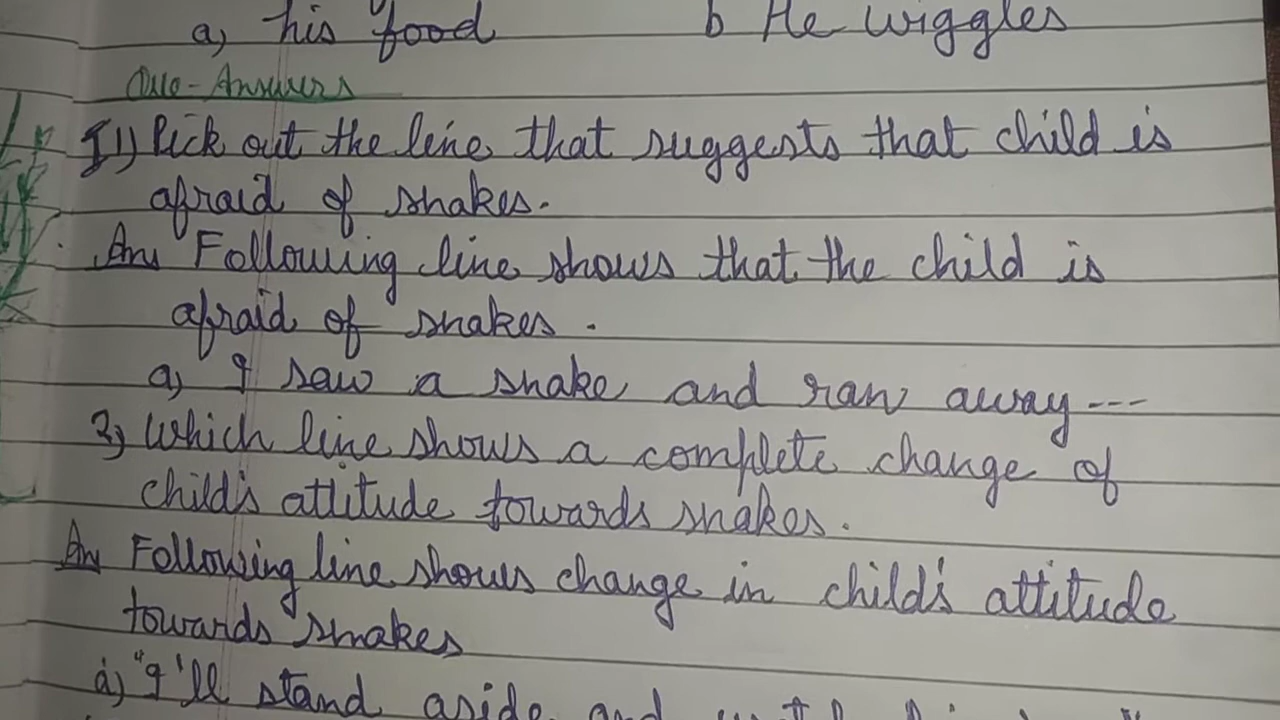 a, his food b He wiggles
Que-Answers
I 1) Pick out the line that suggests that child is
afraid of snakes.
Ans Following line shows that the child is
afraid of snakes.
a, I saw a snake and ran away ---
2, Which line shows a complete change of
child's attitude towards snakes.
Ans Following line shows change in child's attitude
towards snakes
a, "I'll stand aside and